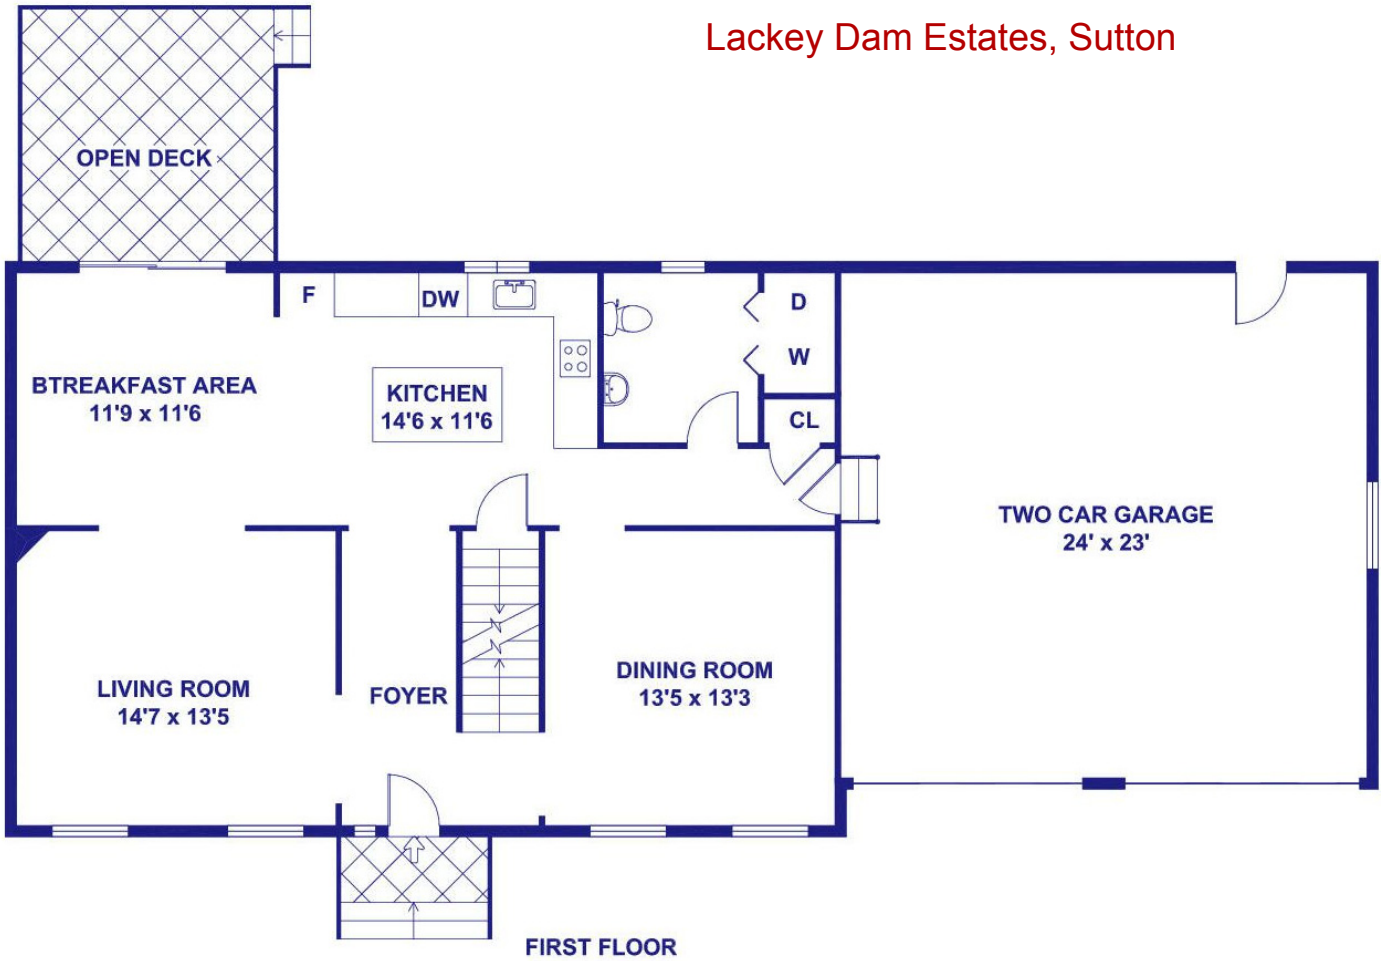 Lackey Dam Estates, Sutton
OPEN DECK
F
DW
D
W
BTREAKFAST AREA
11'9 x 11'6
KITCHEN
14'6 x 11'6
CL
TWO CAR GARAGE
24' x 23'
LIVING ROOM
14'7 x 13'5
FOYER
DINING ROOM
13'5 x 13'3
FIRST FLOOR